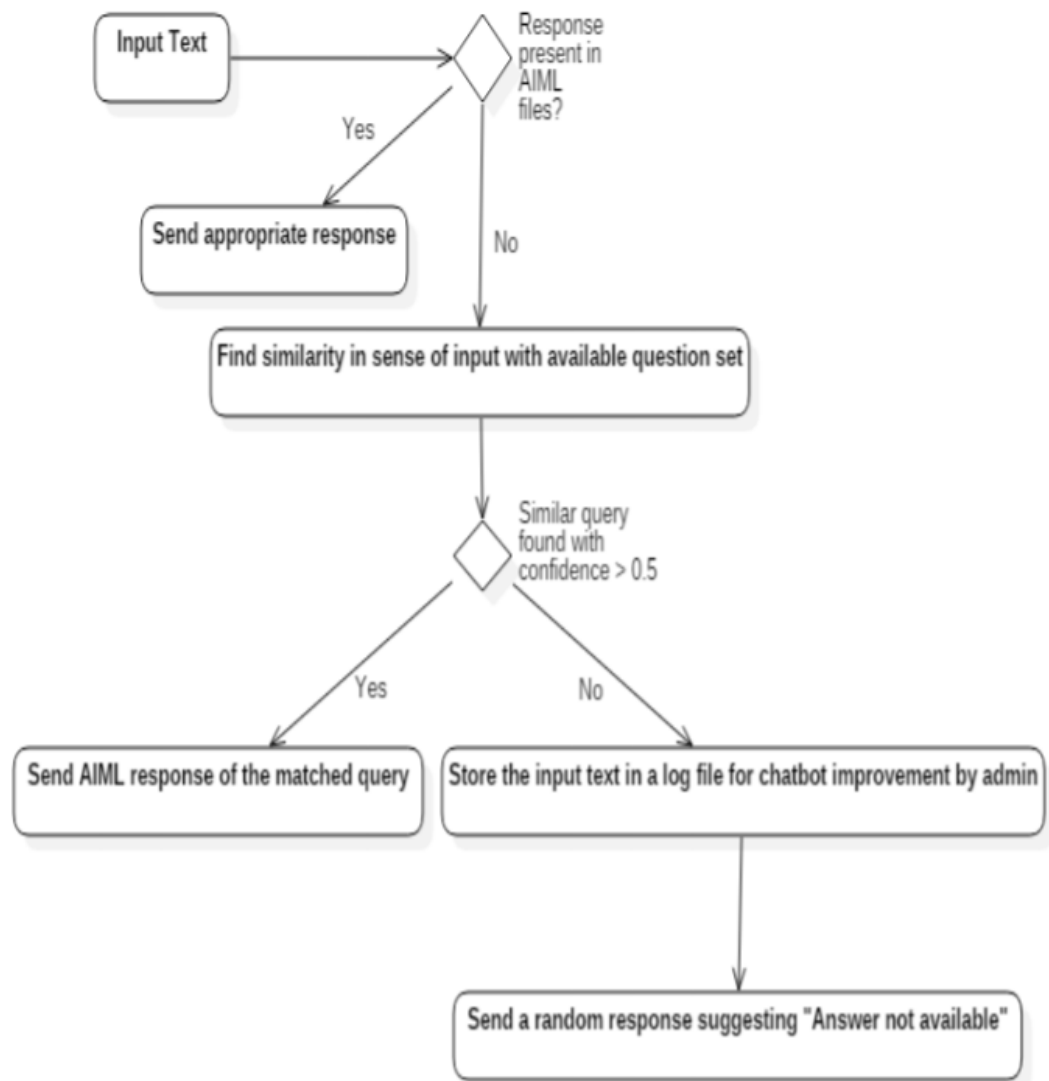 Input Text
Response
present in
AIML
files?
Yes
Send appropriate response
No
Find similarity in sense of input with available question set
Similar query
found with
confidence > 0.5
Yes
No
Send AIML response of the matched query
Store the input text in a log file for chatbot improvement by admin
Send a random response suggesting "Answer not available"